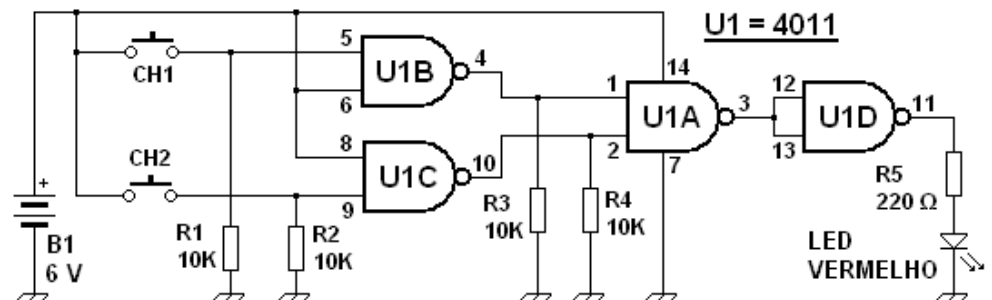 U1 = 4011
CH1
5
6
U1B
4
14
1
2
U1A
3
7
12
13
U1D
11
CH2
8
9
U1C
10
+
B1
6 V
R1
10K
R2
10K
R3
10K
R4
10K
R5
220 Ω
LED
VERMELHO